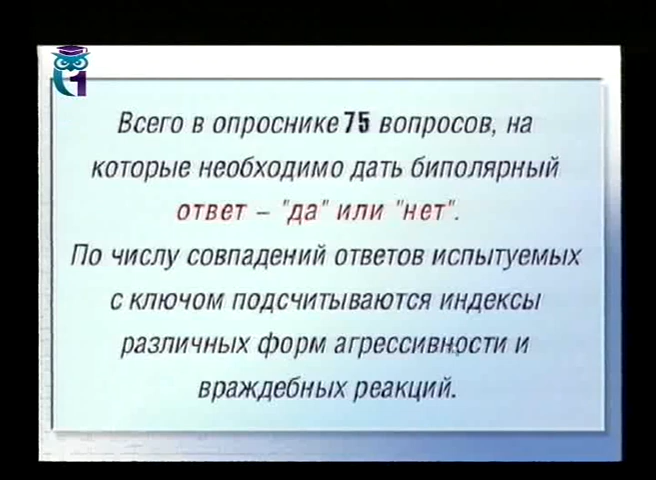 1
Всего в опроснике 75 вопросов, на
которые необходимо дать биполярный
ответ – "да" или "нет".
По числу совпадений ответов испытуемых
с ключом подсчитываются индексы
различных форм агрессивности и
враждебных реакций.